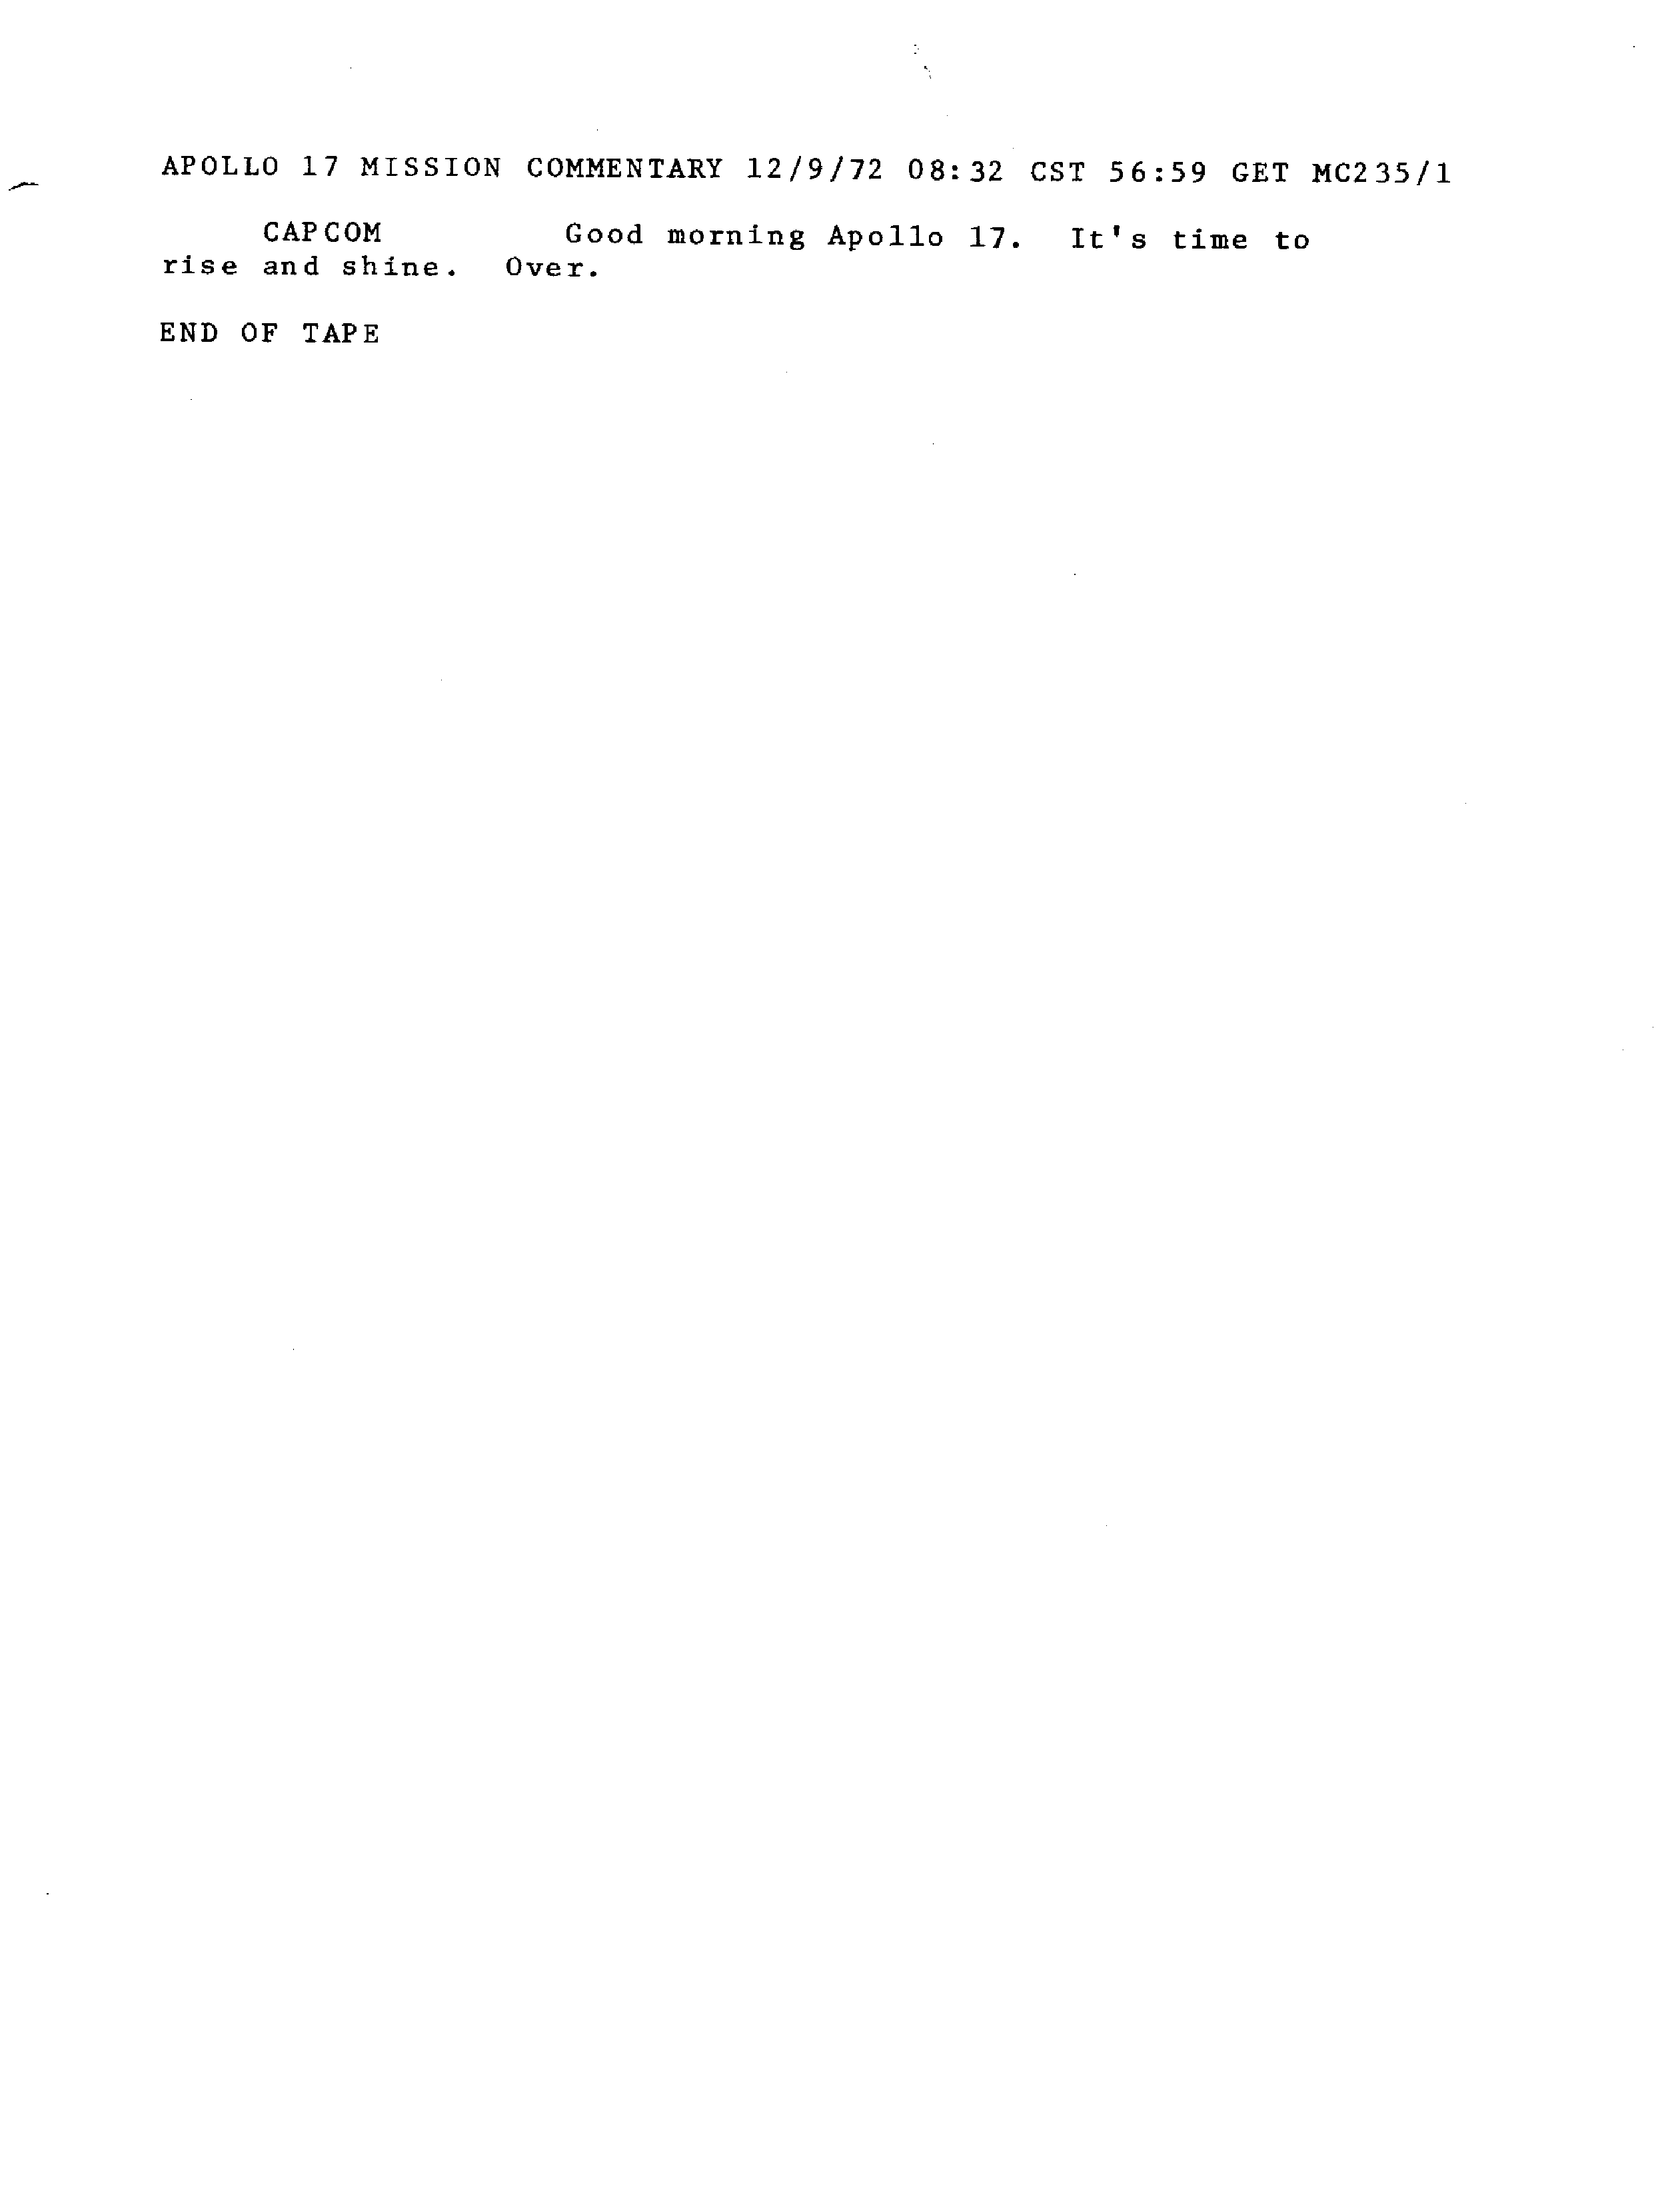 APOLLO 17 MISSION COMMENTARY 12/9/72 08:32 CST 56:59 GET MC235/1
CAPCOM Good morning Apollo 17. It's time to
rise and shine. Over.
END OF TAPE